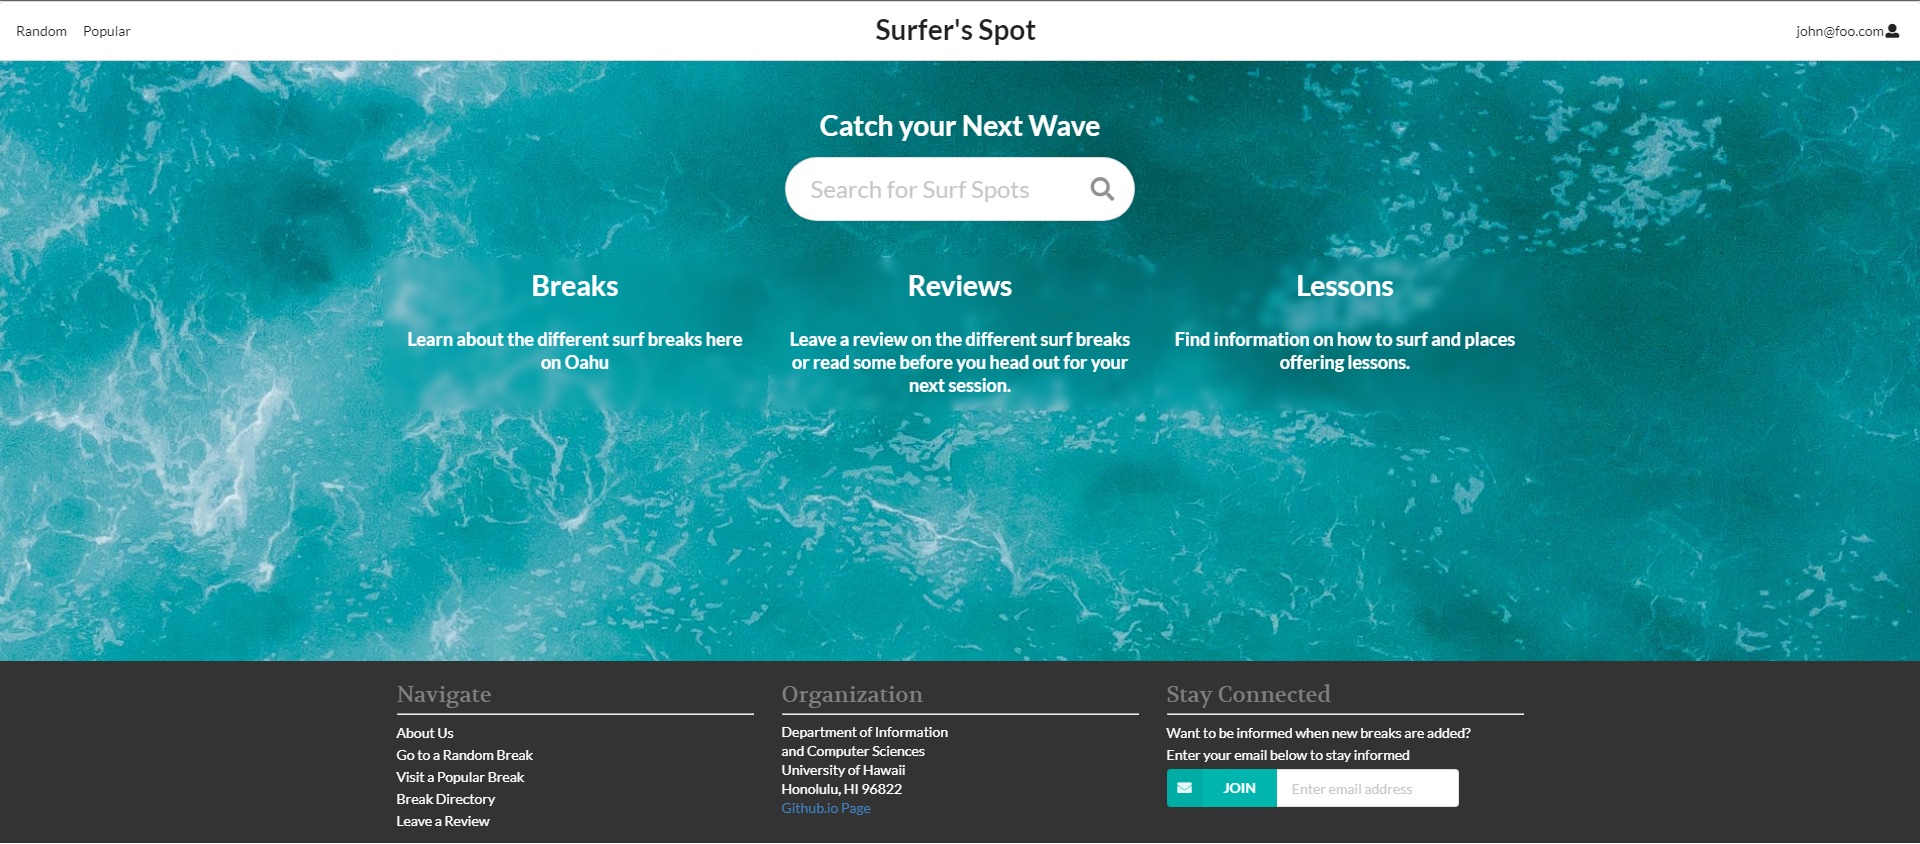 Random Popular Surfer's Spot john@foo.com
Catch your Next Wave
Search for Surf Spots
Breaks
Learn about the different surf breaks here
on Oahu
Reviews
Leave a review on the different surf breaks
or read some before you head out for your
next session.
Lessons
Find information on how to surf and places
offering lessons.
Navigate
About Us
Go to a Random Break
Visit a Popular Break
Break Directory
Leave a Review
Organization
Department of Information
and Computer Sciences
University of Hawaii
Honolulu, HI 96822
Github.io Page
Stay Connected
Want to be informed when new breaks are added?
Enter your email below to stay informed
JOIN Enter email address